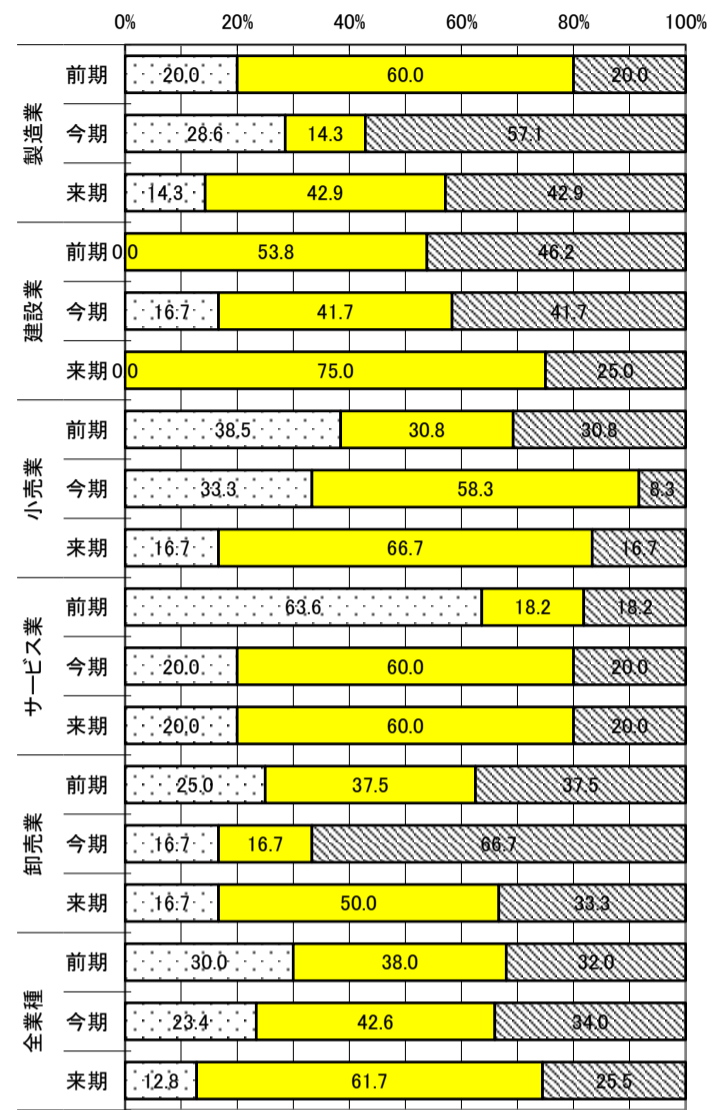 0% 20% 40% 60% 80% 100%
製造業
前期 20.0 60.0 20.0
今期 28.6 14.3 57.1
来期 14.3 42.9 42.9
建設業
前期 0.0 53.8 46.2
今期 16.7 41.7 41.7
来期 0.0 75.0 25.0
小売業
前期 38.5 30.8 30.8
今期 33.3 58.3 8.3
来期 16.7 66.7 16.7
サービス業
前期 63.6 18.2 18.2
今期 20.0 60.0 20.0
来期 20.0 60.0 20.0
卸売業
前期 25.0 37.5 37.5
今期 16.7 16.7 66.7
来期 16.7 50.0 33.3
全業種
前期 30.0 38.0 32.0
今期 23.4 42.6 34.0
来期 12.8 61.7 25.5